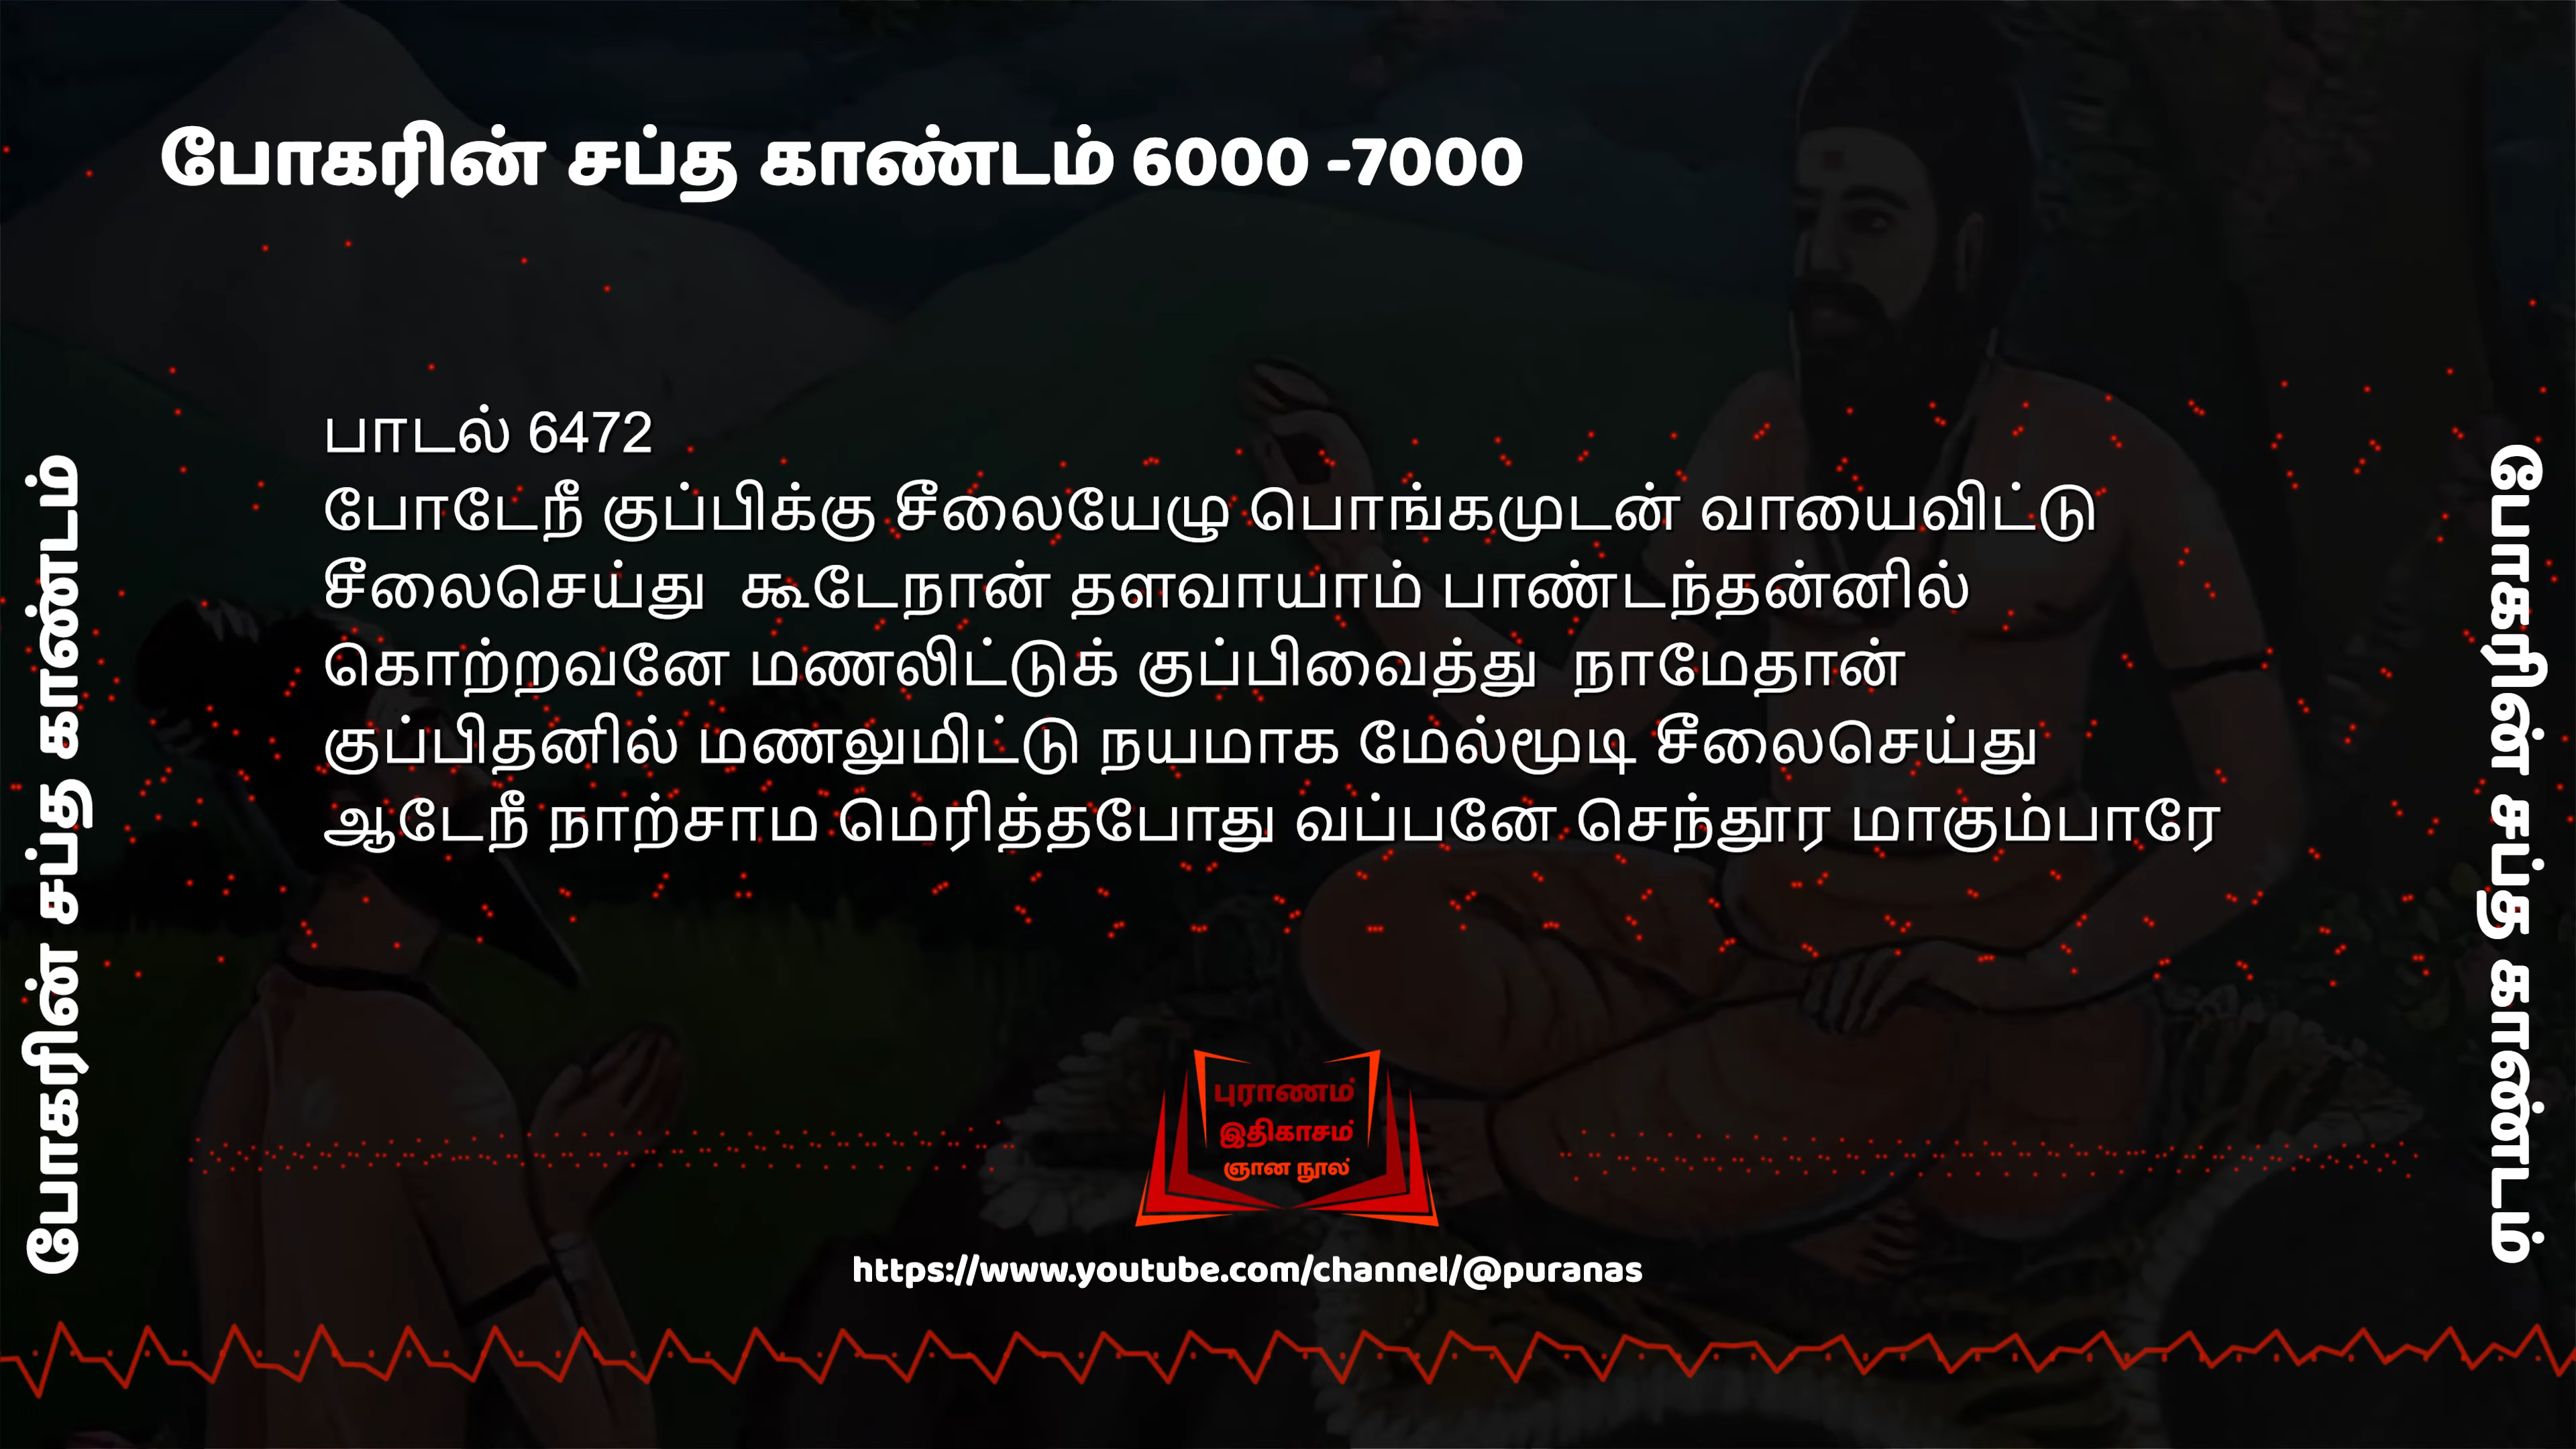 போகரின் சப்த காண்டம் 6000 -7000
பாடல் 6472
போடேநீ குப்பிக்கு சீலையேழு பொங்கமுடன் வாயைவிட்டு
சீலைசெய்து  கூடேநான் தளவாயாம் பாண்டந்தன்னில்
கொற்றவனே மணலிட்டுக் குப்பிவைத்து  நாமேதான்
குப்பிதனில் மணலுமிட்டு நயமாக மேல்மூடி சீலைசெய்து
ஆடேநீ நாற்சாம மெரித்தபோது வப்பனே செந்தூர மாகும்பாரே
போகரின் சப்த காண்டம்
போகரின் சப்த காண்டம்
புராணம்
இதிகாசம்
ஞான நூல்
https://www.youtube.com/channel/@puranas